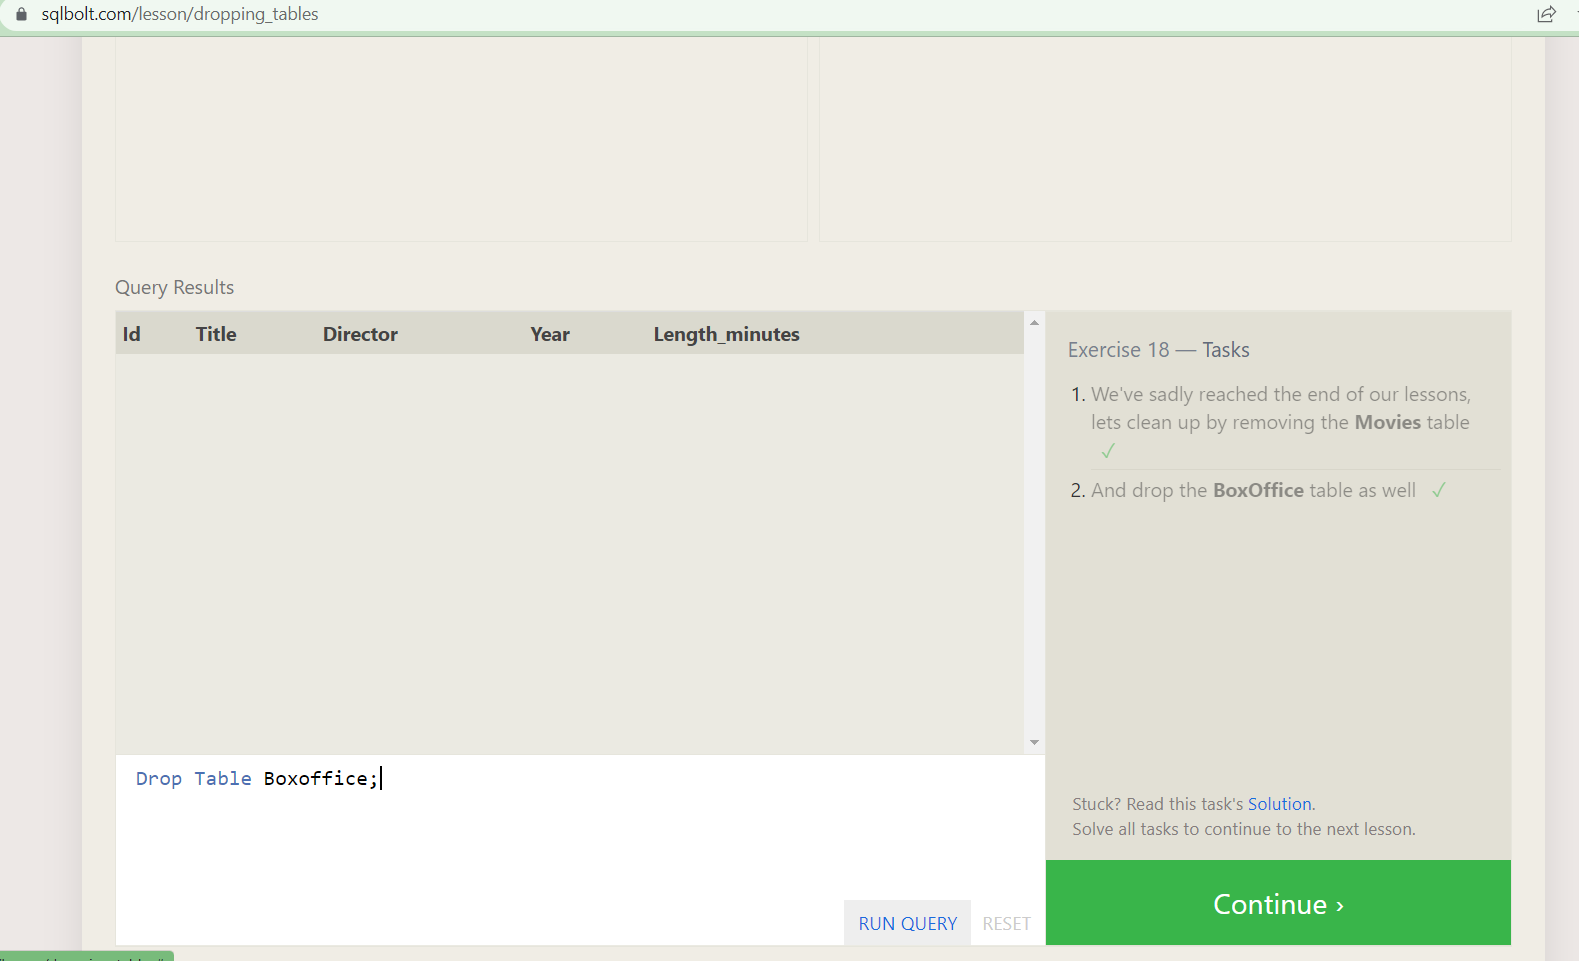 sqlbolt.com/lesson/dropping_tables
Query Results
Id Title Director Year Length_minutes
Exercise 18 — Tasks
1. We've sadly reached the end of our lessons,
lets clean up by removing the Movies table
✓
2. And drop the BoxOffice table as well ✓
Drop Table Boxoffice;
Stuck? Read this task's Solution.
Solve all tasks to continue to the next lesson.
RUN QUERY RESET
Continue ›